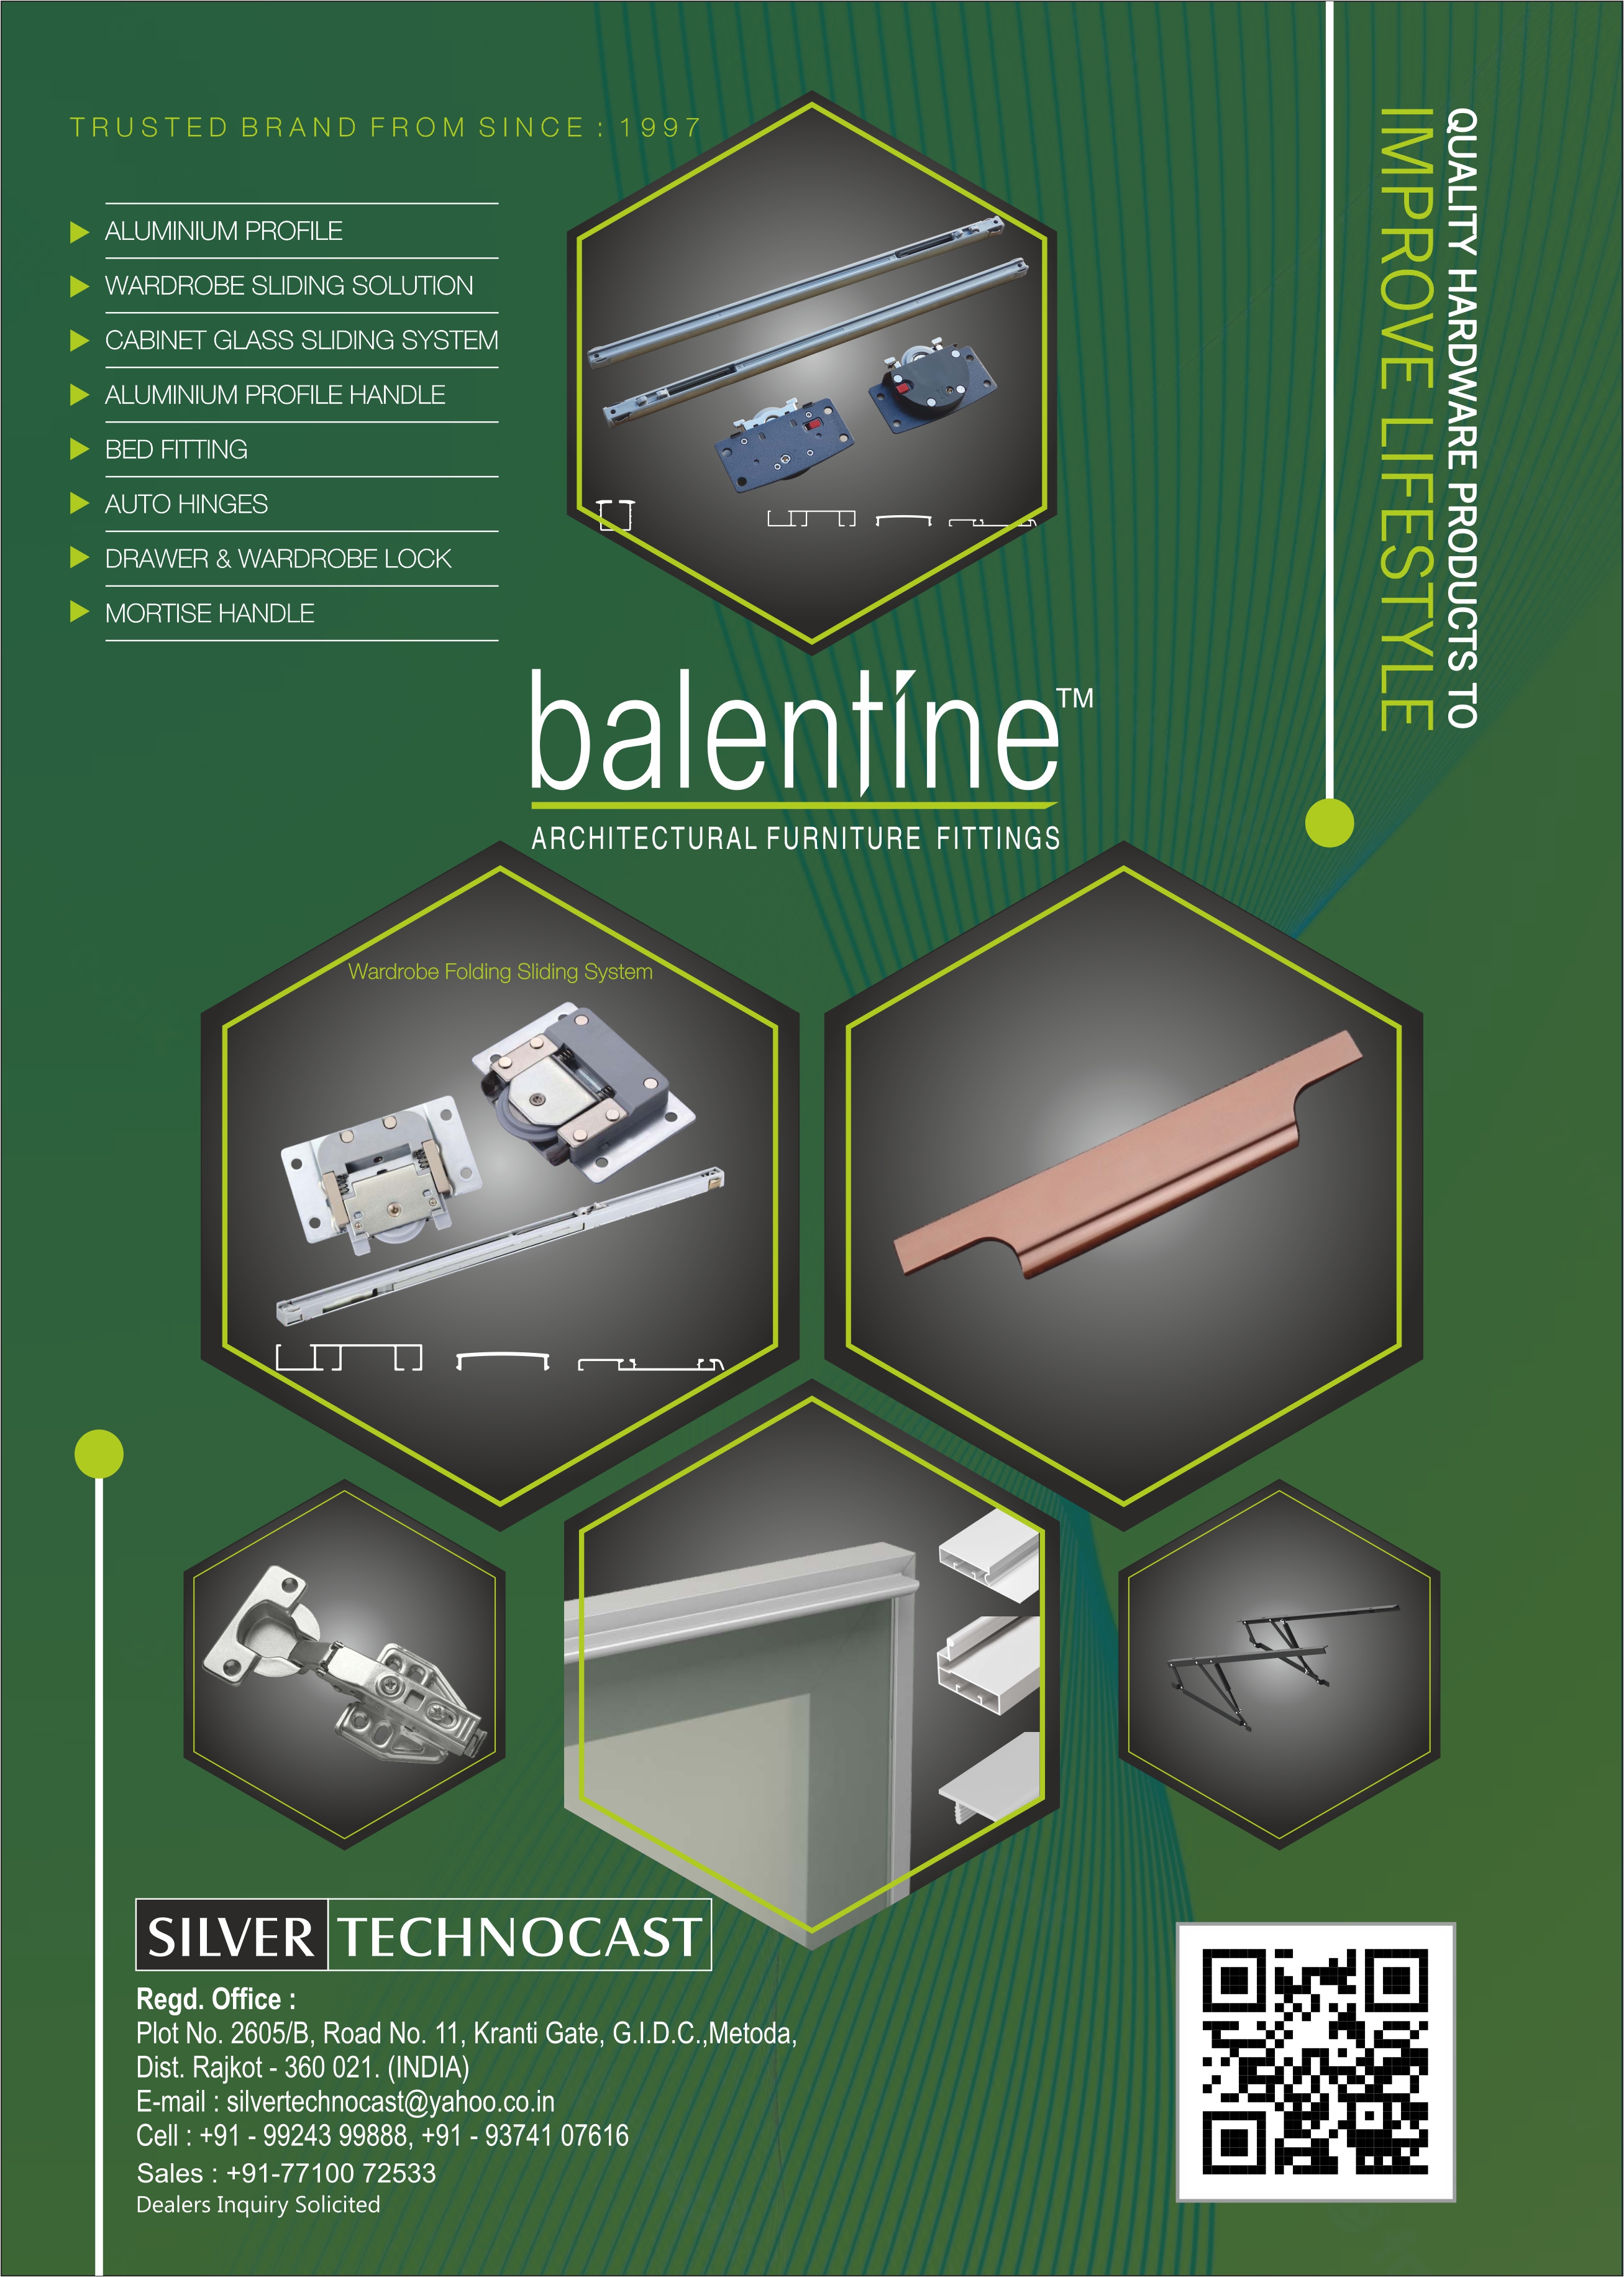 TRUSTED BRAND FROM SINCE : 1997
ALUMINIUM PROFILE
WARDROBE SLIDING SOLUTION
CABINET GLASS SLIDING SYSTEM
ALUMINIUM PROFILE HANDLE
BED FITTING
AUTO HINGES
DRAWER & WARDROBE LOCK
MORTISE HANDLE
QUALITY HARDWARE PRODUCTS TO
IMPROVE LIFESTYLE
balentine™
ARCHITECTURAL FURNITURE FITTINGS
Wardrobe Folding Sliding System
SILVER TECHNOCAST
Regd. Office :
Plot No. 2605/B, Road No. 11, Kranti Gate, G.I.D.C.,Metoda,
Dist. Rajkot - 360 021. (INDIA)
E-mail : silvertechnocast@yahoo.co.in
Cell : +91 - 99243 99888, +91 - 93741 07616
Sales : +91-77100 72533
Dealers Inquiry Solicited